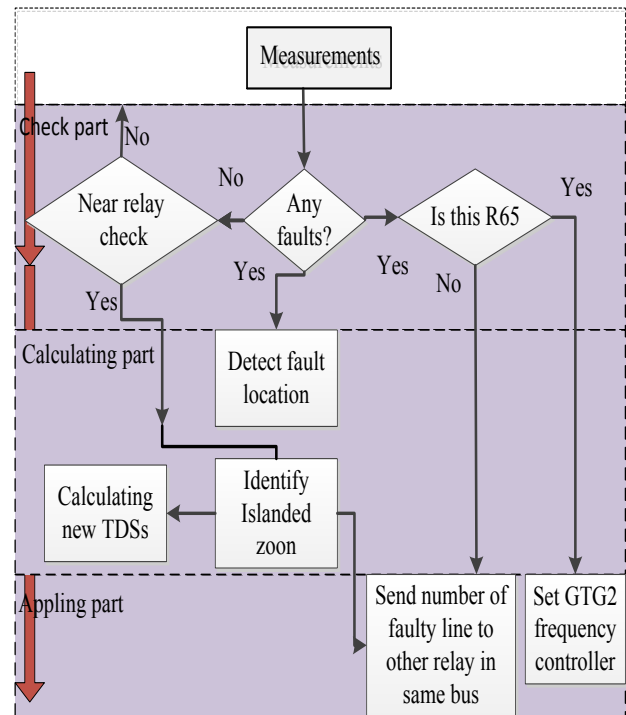 Measurements
Check part
No
Near relay
check
No
Any
faults?
Is this R65
Yes
Yes
Yes
Yes
No
Calculating part
Detect fault
location
Calculating
new TDSs
Identify
Islanded
zoon
Appling part
Send number of
faulty line to
other relay in
same bus
Set GTG2
frequency
controller